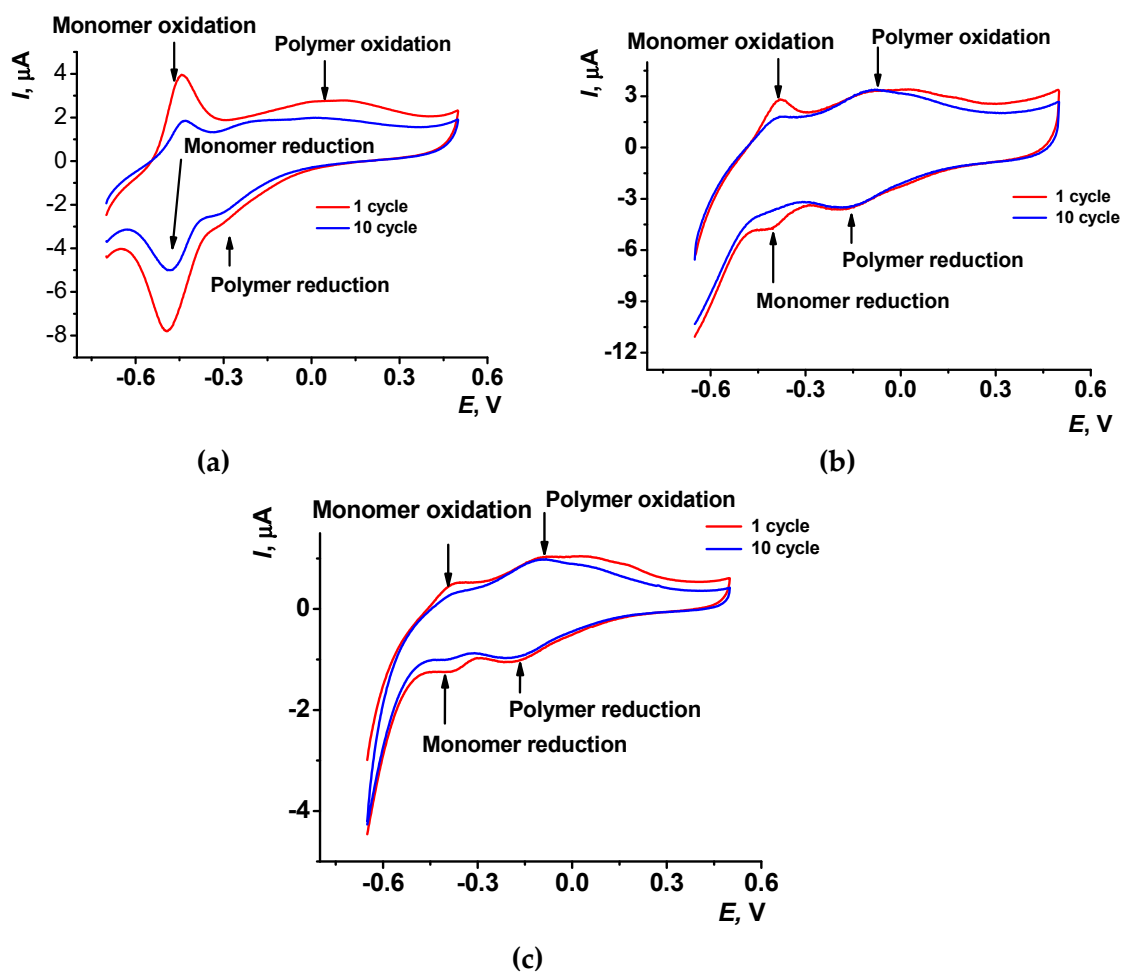 Monomer oxidation
Polymer oxidation
I, µA
4
2
0
-2
-4
-6
-8
Monomer reduction
1 cycle
10 cycle
Polymer reduction
-0.6
-0.3
0.0
0.3
0.6
E, V
(a)
Monomer oxidation
Polymer oxidation
I, µA
3
0
-3
-6
-9
-12
1 cycle
10 cycle
Polymer reduction
Monomer reduction
-0.6
-0.3
0.0
0.3
0.6
E, V
(b)
Monomer oxidation
Polymer oxidation
I, µA
1 cycle
10 cycle
0
-2
-4
Polymer reduction
Monomer reduction
-0.6
-0.3
0.0
0.3
0.6
E, V
(c)